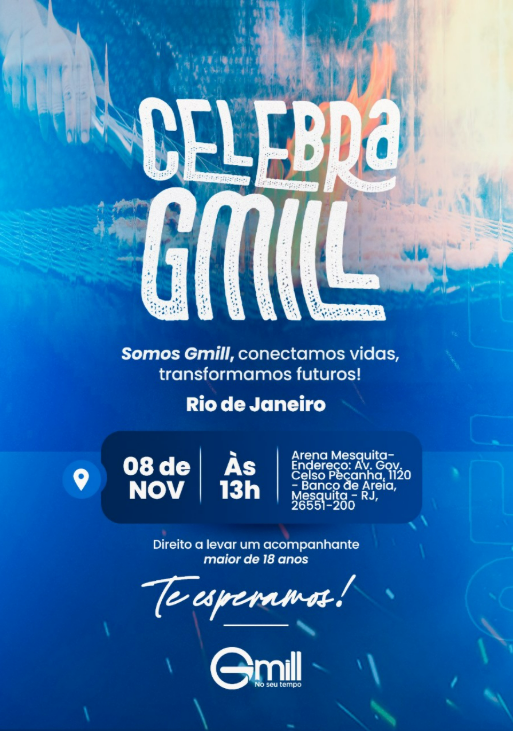 CELEBRA
GMILL
Somos Gmill, conectamos vidas,
transformamos futuros!
Rio de Janeiro
08 de
NOV
Às
13h
Arena Mesquita-
Endereço: Av. Gov.
Celso Peçanha, 1120
- Banco de Areia,
Mesquita - RJ,
26551-200
Direito a levar um acompanhante
maior de 18 anos
Te esperamos!
Gmill
No seu tempo